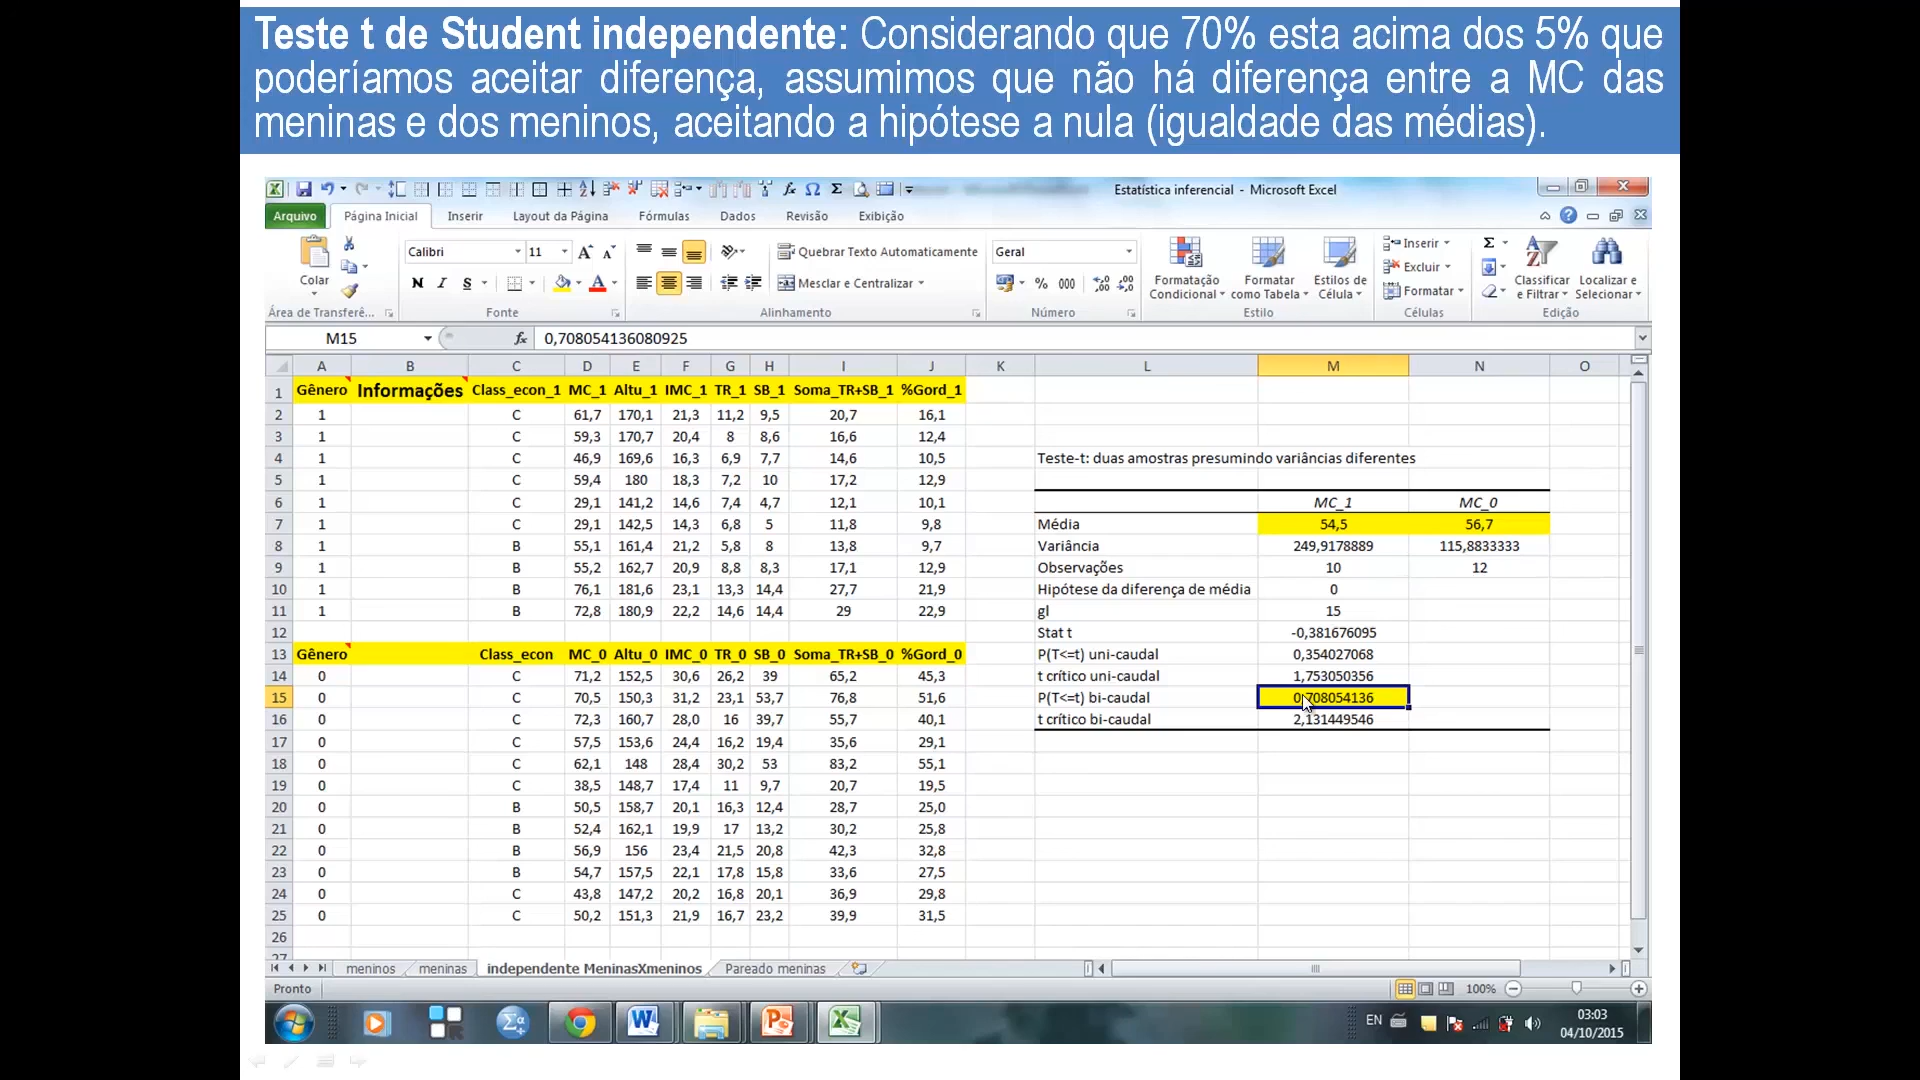 Teste t de Student independente: Considerando que 70% esta acima dos 5% que
poderíamos aceitar diferença, assumimos que não há diferença entre a MC das
meninas e dos meninos, aceitando a hipótese a nula (igualdade das médias).
Estatística inferencial - Microsoft Excel
Arquivo Página Inicial Inserir Layout da Página Fórmulas Dados Revisão Exibição
Calibri 11 Quebrar Texto Automaticamente Geral Inserir Σ
Colar Excluir
N I S Mesclar e Centralizar % 000 Formatação Condicional Formatar como Tabela Estilos de Célula Formatar Classificar e Filtrar Localizar e Selecionar
Área de Transferê... Fonte Alinhamento Número Estilo Células Edição
M15 fx 0,708054136080925
A B C D E F G H I J K L M N O
1 Gênero Informações Class_econ_1 MC_1 Altu_1 IMC_1 TR_1 SB_1 Soma_TR+SB_1 %Gord_1
2 1 C 61,7 170,1 21,3 11,2 9,5 20,7 16,1
3 1 C 59,3 170,7 20,4 8 8,6 16,6 12,4
4 1 C 46,9 169,6 16,3 6,9 7,7 14,6 10,5 Teste-t: duas amostras presumindo variâncias diferentes
5 1 C 59,4 180 18,3 7,2 10 17,2 12,9
6 1 C 29,1 141,2 14,6 7,4 4,7 12,1 10,1 MC_1 MC_0
7 1 C 29,1 142,5 14,3 6,8 5 11,8 9,8 Média 54,5 56,7
8 1 B 55,1 161,4 21,2 5,8 8 13,8 9,7 Variância 249,9178889 115,8833333
9 1 B 55,2 162,7 20,9 8,8 8,3 17,1 12,9 Observações 10 12
10 1 B 76,1 181,6 23,1 13,3 14,4 27,7 21,9 Hipótese da diferença de média 0
11 1 B 72,8 180,9 22,2 14,6 14,4 29 22,9 gl 15
12 Stat t -0,381676095
13 Gênero Class_econ MC_0 Altu_0 IMC_0 TR_0 SB_0 Soma_TR+SB_0 %Gord_0 P(T<=t) uni-caudal 0,354027068
14 0 C 71,2 152,5 30,6 26,2 39 65,2 45,3 t crítico uni-caudal 1,753050356
15 0 C 70,5 150,3 31,2 23,1 53,7 76,8 51,6 P(T<=t) bi-caudal 0,708054136
16 0 C 72,3 160,7 28,0 16 39,7 55,7 40,1 t crítico bi-caudal 2,131449546
17 0 C 57,5 153,6 24,4 16,2 19,4 35,6 29,1
18 0 C 62,1 148 28,4 30,2 53 83,2 55,1
19 0 C 38,5 148,7 17,4 11 9,7 20,7 19,5
20 0 B 50,5 158,7 20,1 16,3 12,4 28,7 25,0
21 0 B 52,4 162,1 19,9 17 13,2 30,2 25,8
22 0 B 56,9 156 23,4 21,5 20,8 42,3 32,8
23 0 B 54,7 157,5 22,1 17,8 15,8 33,6 27,5
24 0 C 43,8 147,2 20,2 16,8 20,1 36,9 29,8
25 0 C 50,2 151,3 21,9 16,7 23,2 39,9 31,5
26
27
meninos meninas independente MeninasXmeninos Pareado meninas
Pronto 100%
EN 03:03
04/10/2015